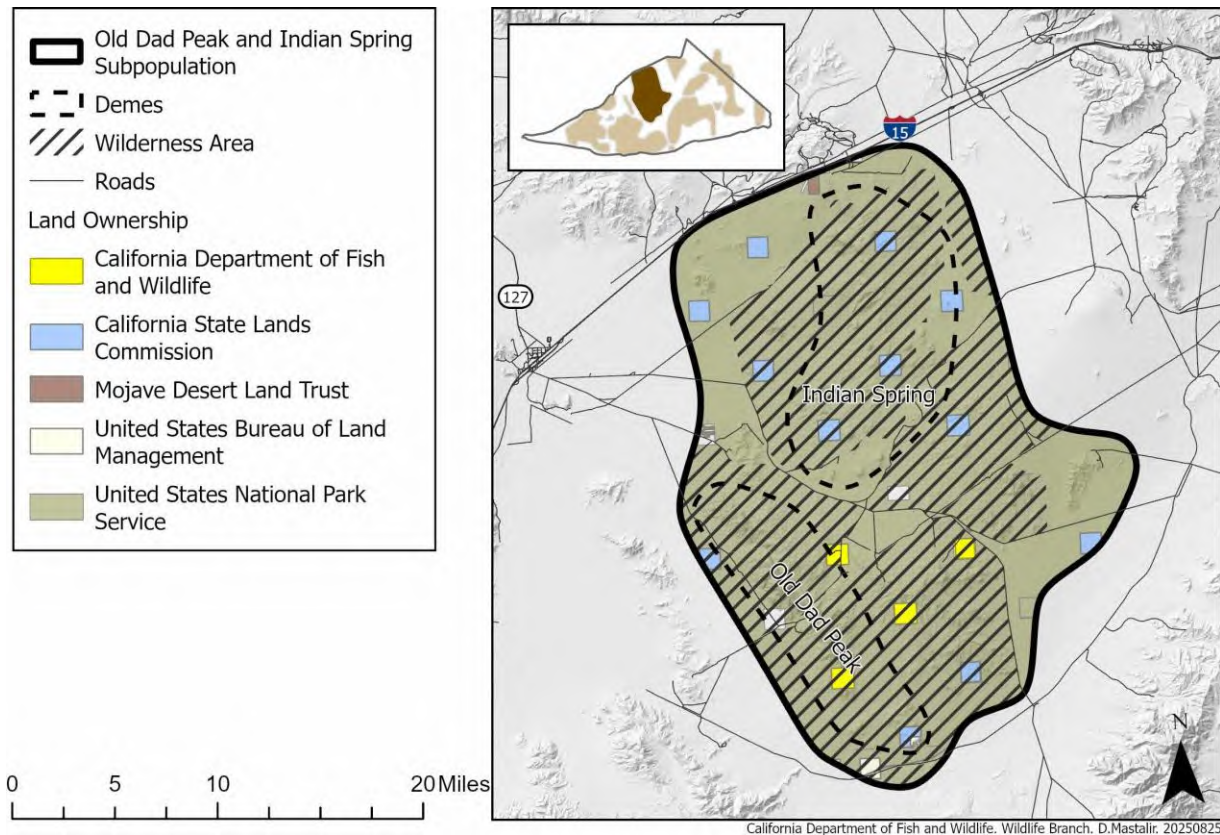 Old Dad Peak and Indian Spring
Subpopulation
Demes
Wilderness Area
Roads
Land Ownership
California Department of Fish
and Wildlife
California State Lands
Commission
Mojave Desert Land Trust
United States Bureau of Land
Management
United States National Park
Service
0 5 10 20 Miles
15
127
Indian Spring
Old Dad Peak
N
California Department of Fish and Wildlife. Wildlife Branch. D.Mastalir. 20250825